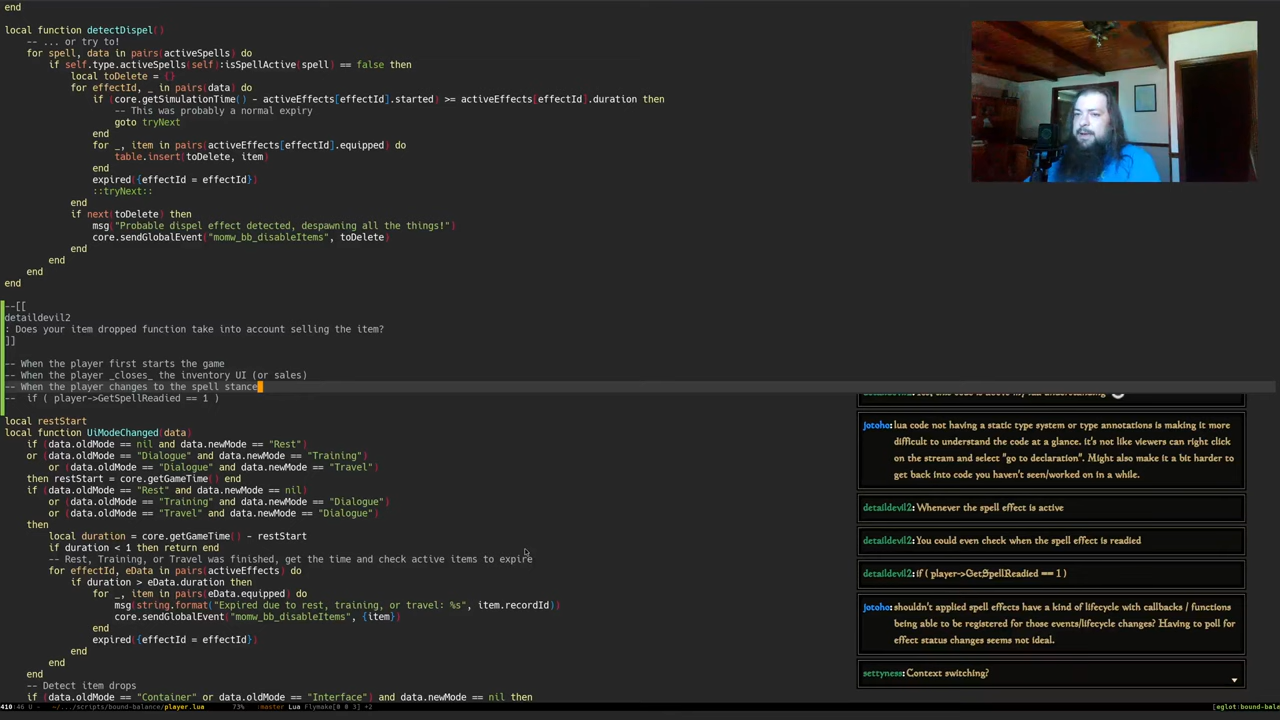 end
local function detectDispel()
-- ... or try to!
for spell, data in pairs(activeSpells) do
if self.type.activeSpells(self):isSpellActive(spell) == false then
local toDelete = {}
for effectId, _ in pairs(data) do
if (core.getSimulationTime() - activeEffects[effectId].started) >= activeEffects[effectId].duration then
-- This was probably a normal expiry
goto tryNext
end
for _, item in pairs(activeEffects[effectId].equipped) do
table.insert(toDelete, item)
end
expired({effectId = effectId})
::tryNext::
end
if next(toDelete) then
msg("Probable dispel effect detected, despawning all the things!")
core.sendGlobalEvent("momw_bb_disableItems", toDelete)
end
end
end
end
--[[
detaildevil2
: Does your item dropped function take into account selling the item?
]]
-- When the player first starts the game
-- When the player _closes_ the inventory UI (or sales)
-- When the player changes to the spell stance
--  if ( player->GetSpellReadied == 1 )
local restStart
local function UiModeChanged(data)
if (data.oldMode == nil and data.newMode == "Rest")
or (data.oldMode == "Dialogue" and data.newMode == "Training")
or (data.oldMode == "Dialogue" and data.newMode == "Travel")
then restStart = core.getGameTime() end
if (data.oldMode == "Rest" and data.newMode == nil)
or (data.oldMode == "Training" and data.newMode == "Dialogue")
or (data.oldMode == "Travel" and data.newMode == "Dialogue")
then
local duration = core.getGameTime() - restStart
if duration < 1 then return end
-- Rest, Training, or Travel was finished, get the time and check active items to expire
for effectId, eData in pairs(activeEffects) do
if duration > eData.duration then
for _, item in pairs(eData.equipped) do
msg(string.format("Expired due to rest, training, or travel: %s", item.recordId))
core.sendGlobalEvent("momw_bb_disableItems", {item})
end
expired({effectId = effectId})
end
end
end
-- Detect item drops
if (data.oldMode == "Container" or data.oldMode == "Interface") and data.newMode == nil then
410:46 U - ~/.../scripts/bound-balance/player.lua 73% :master Lua Flymake[0 0 3] +2 [eglot:bound-bala
jotoho: lua code not having a static type system or type annotations is making it more
difficult to understand the code at a glance. it's not like viewers can right click
on the stream and select "go to declaration". Might also make it a bit harder to
get back into code you haven't seen/worked on in a while.
detaildevil2: Whenever the spell effect is active
detaildevil2: You could even check when the spell effect is readied
detaildevil2: if ( player->GetSpellReadied == 1 )
jotoho: shouldn't applied spell effects have a kind of lifecycle with callbacks / functions
being able to be registered for those events/lifecycle changes? Having to poll for
effect status changes seems not ideal.
settyness: Context switching?